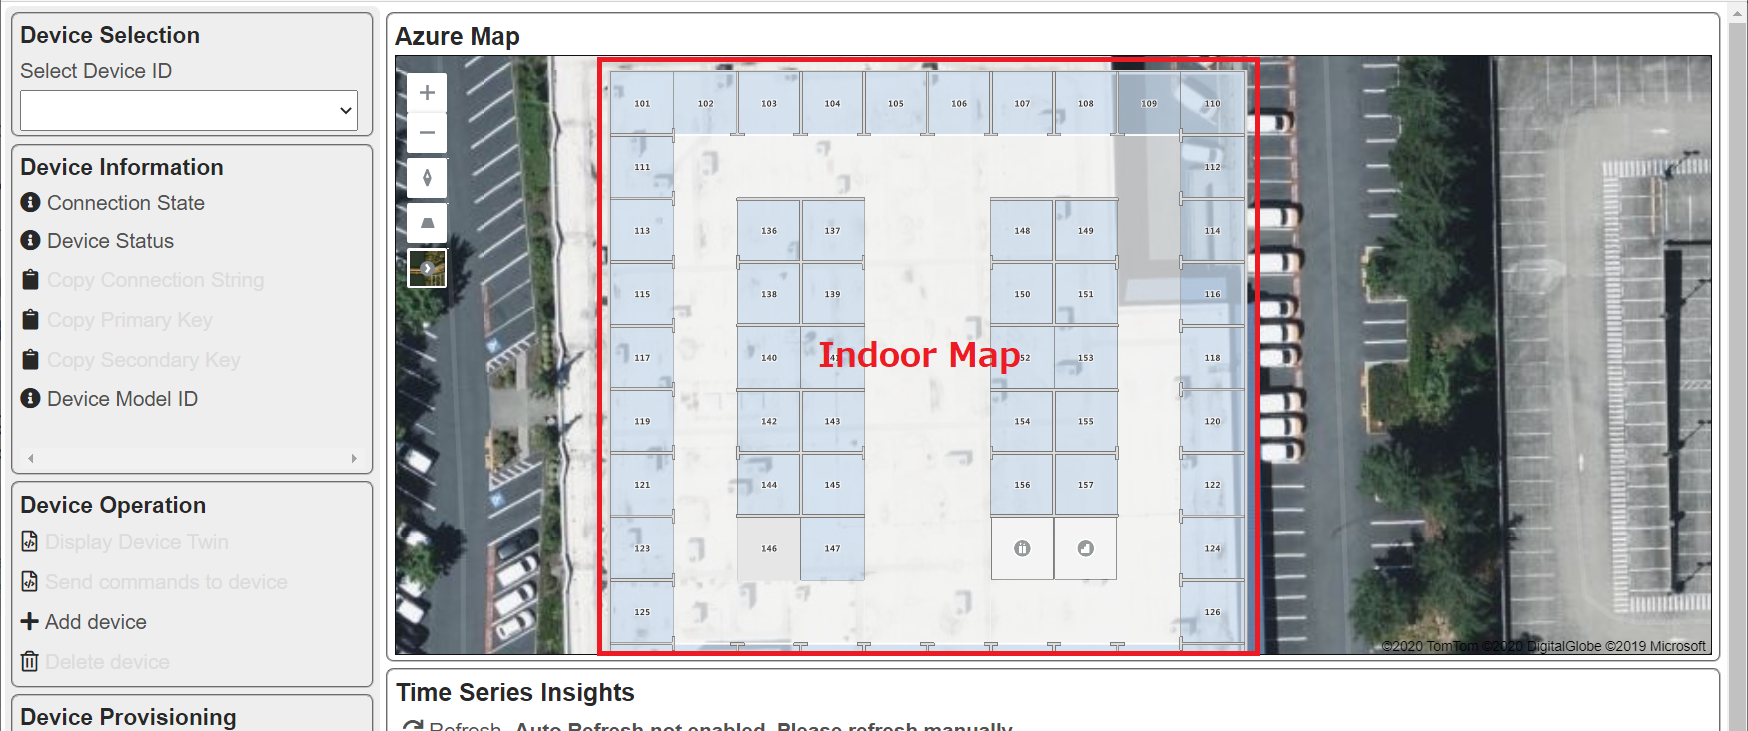 Device Selection
Select Device ID
Device Information
Connection State
Device Status
Copy Connection String
Copy Primary Key
Copy Secondary Key
Device Model ID
Device Operation
Display Device Twin
Send commands to device
Add device
Delete device
Device Provisioning
Azure Map
101 102 103 104 105 106 107 108 109 110
111 112
113 136 137 148 149 114
115 138 139 150 151 116
117 140 152 153 118
Indoor Map
119 142 143 154 155 120
121 144 145 156 157 122
123 146 147 124
125 126
©2020 TomTom ©2020 DigitalGlobe ©2019 Microsoft
Time Series Insights
Refresh Auto Refresh not enabled. Please refresh manually